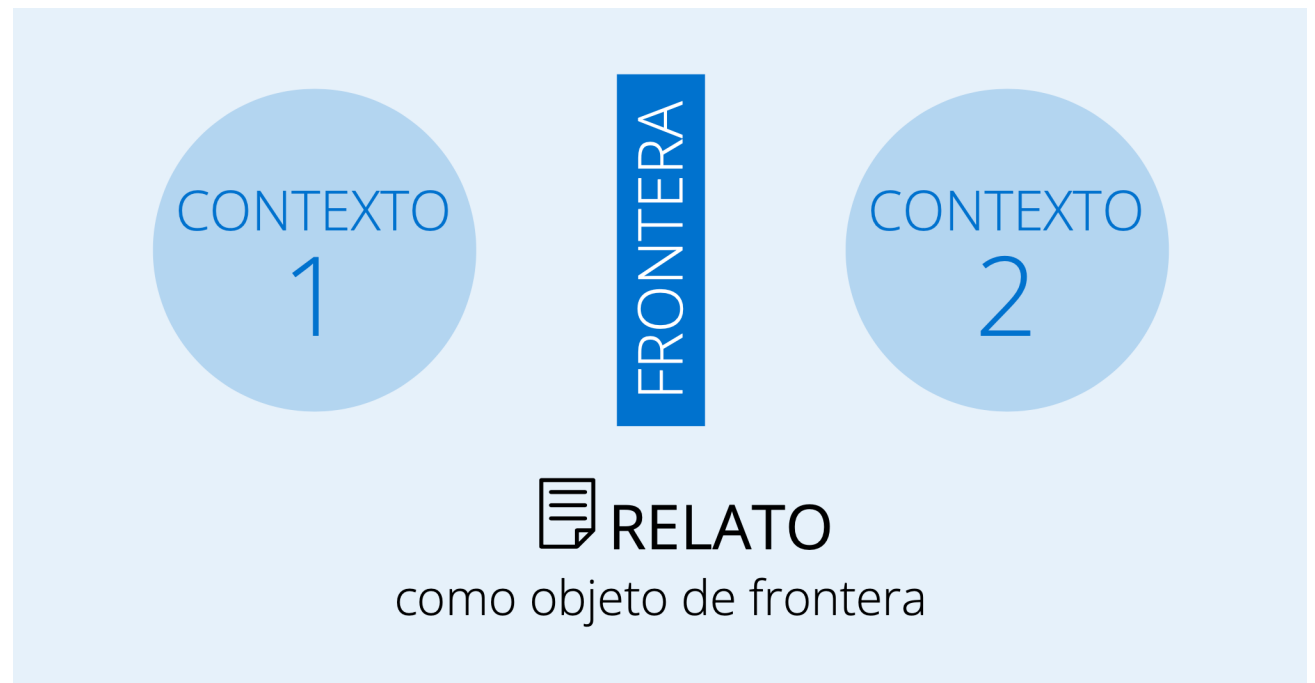 CONTEXTO
1
FRONTERA
CONTEXTO
2
RELATO
como objeto de frontera